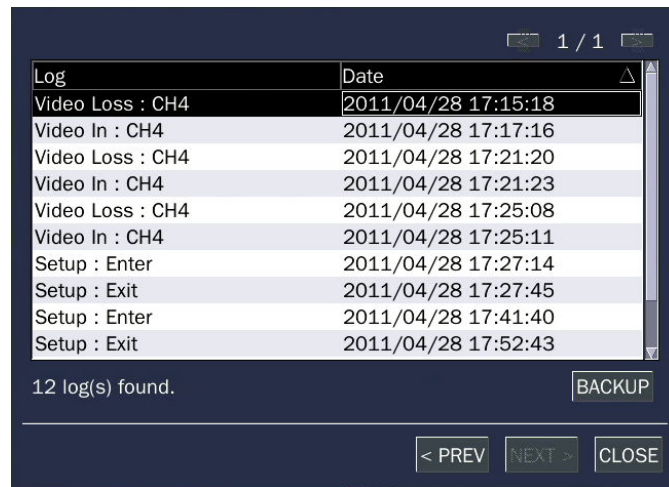 1 / 1
Log Date
Video Loss : CH4 2011/04/28 17:15:18
Video In : CH4 2011/04/28 17:17:16
Video Loss : CH4 2011/04/28 17:21:20
Video In : CH4 2011/04/28 17:21:23
Video Loss : CH4 2011/04/28 17:25:08
Video In : CH4 2011/04/28 17:25:11
Setup : Enter 2011/04/28 17:27:14
Setup : Exit 2011/04/28 17:27:45
Setup : Enter 2011/04/28 17:41:40
Setup : Exit 2011/04/28 17:52:43
12 log(s) found. BACKUP
< PREV NEXT > CLOSE